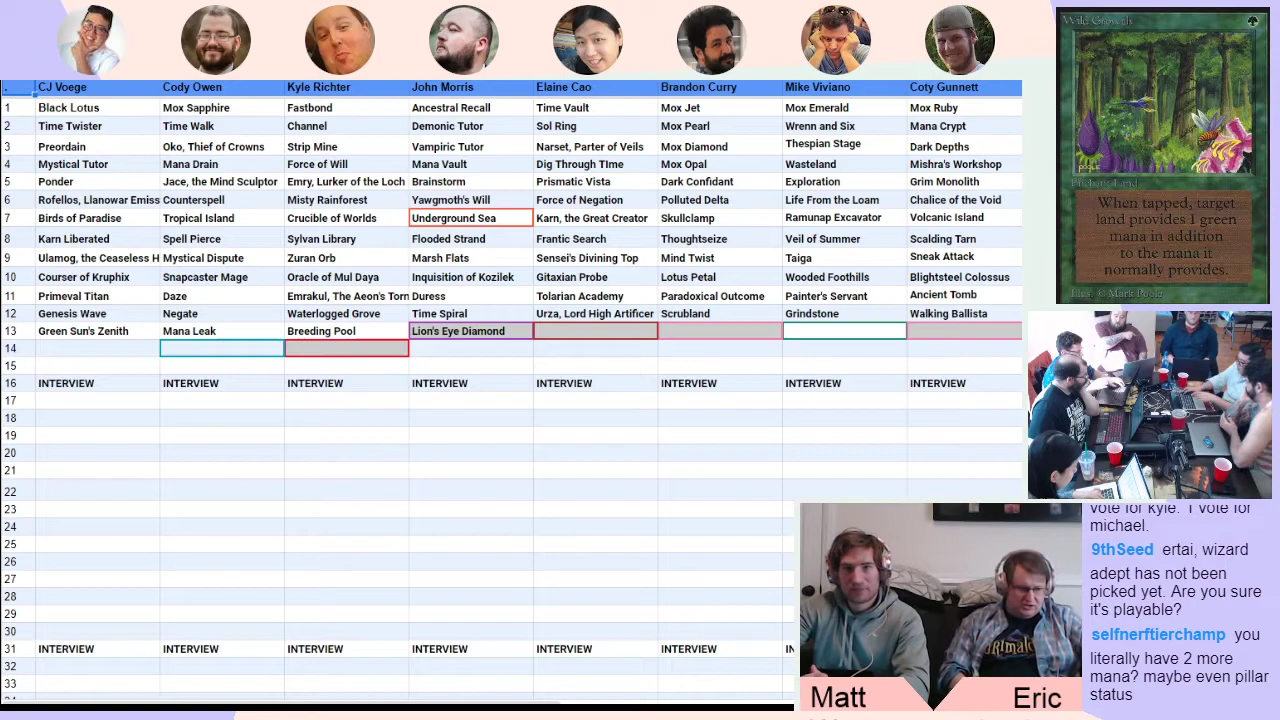 . CJ Voege Cody Owen Kyle Richter John Morris Elaine Cao Brandon Curry Mike Viviano Coty Gunnett
1 Black Lotus Mox Sapphire Fastbond Ancestral Recall Time Vault Mox Jet Mox Emerald Mox Ruby
2 Time Twister Time Walk Channel Demonic Tutor Sol Ring Mox Pearl Wrenn and Six Mana Crypt
3 Preordain Oko, Thief of Crowns Strip Mine Vampiric Tutor Narset, Parter of Veils Mox Diamond Thespian Stage Dark Depths
4 Mystical Tutor Mana Drain Force of Will Mana Vault Dig Through TIme Mox Opal Wasteland Mishra's Workshop
5 Ponder Jace, the Mind Sculptor Emry, Lurker of the Loch Brainstorm Prismatic Vista Dark Confidant Exploration Grim Monolith
6 Rofellos, Llanowar Emiss Counterspell Misty Rainforest Yawgmoth's Will Force of Negation Polluted Delta Life From the Loam Chalice of the Void
7 Birds of Paradise Tropical Island Crucible of Worlds Underground Sea Karn, the Great Creator Skullclamp Ramunap Excavator Volcanic Island
8 Karn Liberated Spell Pierce Sylvan Library Flooded Strand Frantic Search Thoughtseize Veil of Summer Scalding Tarn
9 Ulamog, the Ceaseless H Mystical Dispute Zuran Orb Marsh Flats Sensei's Divining Top Mind Twist Taiga Sneak Attack
10 Courser of Kruphix Snapcaster Mage Oracle of Mul Daya Inquisition of Kozilek Gitaxian Probe Lotus Petal Wooded Foothills Blightsteel Colossus
11 Primeval Titan Daze Emrakul, The Aeon's Torn Duress Tolarian Academy Paradoxical Outcome Painter's Servant Ancient Tomb
12 Genesis Wave Negate Waterlogged Grove Time Spiral Urza, Lord High Artificer Scrubland Grindstone Walking Ballista
13 Green Sun's Zenith Mana Leak Breeding Pool Lion's Eye Diamond
14
15
16 INTERVIEW INTERVIEW INTERVIEW INTERVIEW INTERVIEW INTERVIEW INTERVIEW INTERVIEW
17
18
19
20
21
22
23
24
25
26
27
28
29
30
31 INTERVIEW INTERVIEW INTERVIEW INTERVIEW INTERVIEW INTERVIEW IN
32
33
Wild Growth
Enchant Land
When tapped, target
land provides 1 green
mana in addition
to the mana it
normally provides.
Illus. © Mark Poole
vote for kyle. 1 vote for
michael.
9thSeed ertai, wizard
adept has not been
picked yet. Are you sure
it's playable?
selfnerftierchamp you
literally have 2 more
mana? maybe even pillar
status
Matt
Eric